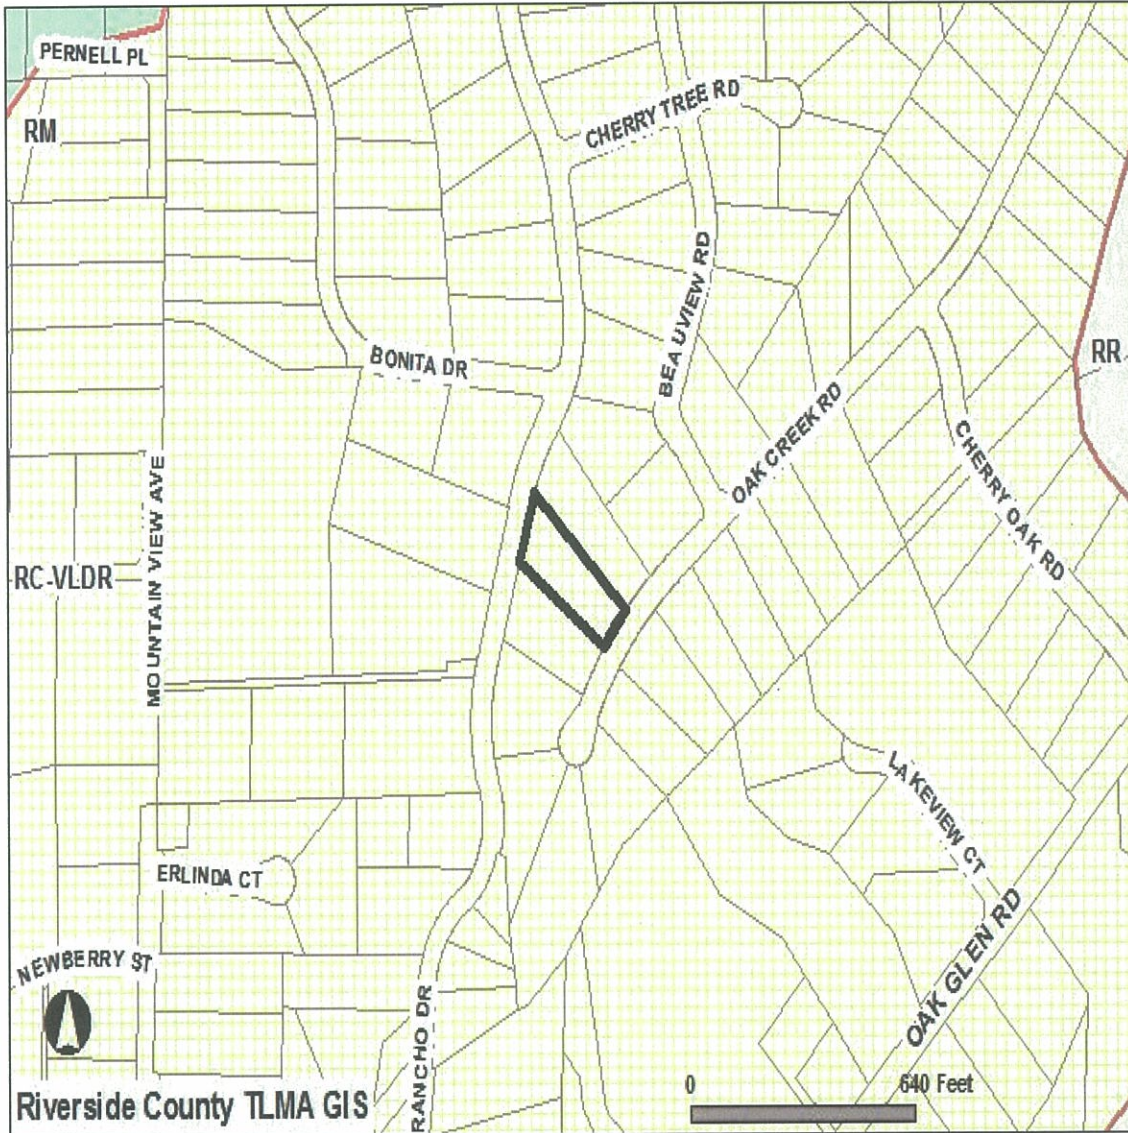 PERNELL PL
CHERRY TREE RD
RM
BEAUVIEW RD
BONITA DR
RR
OAK CREEK RD
CHERRY OAK RD
MOUNTAIN VIEW AVE
RC-VLDR
LAKEVIEW CT
ERLINDA CT
OAK GLEN RD
NEWBERRY ST
RANCHO DR
0 640 Feet
Riverside County TLMA GIS